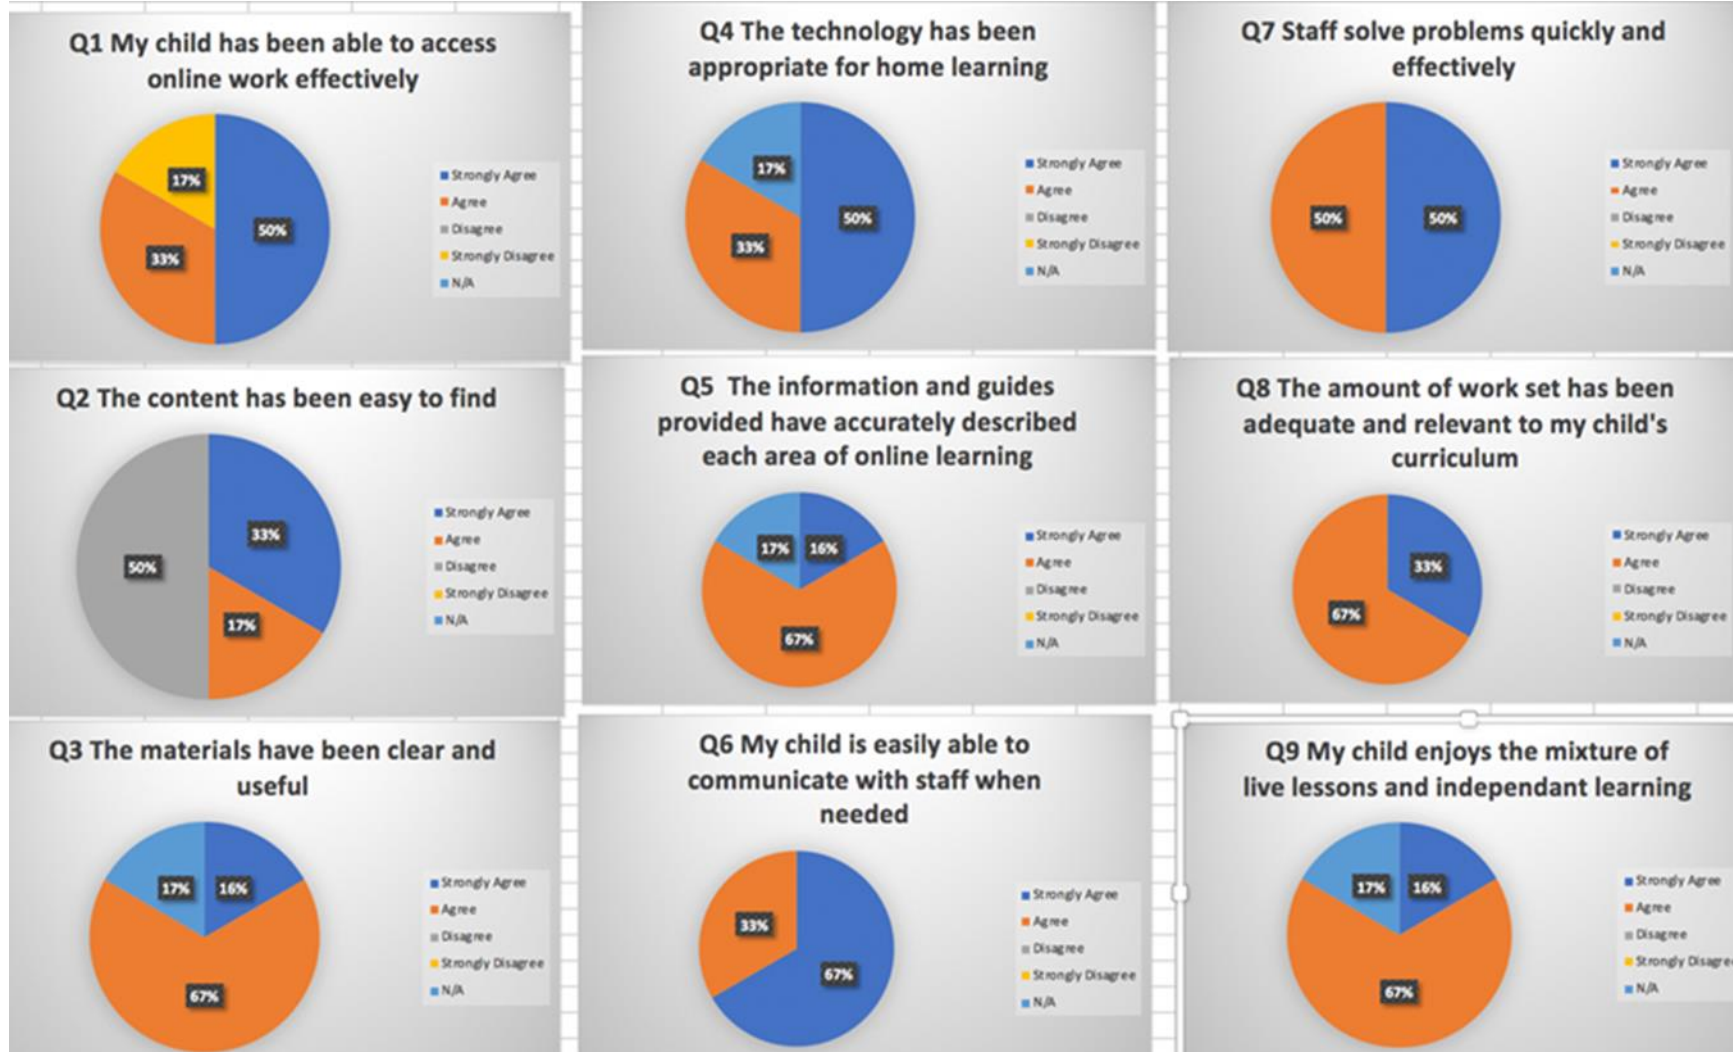 Q1 My child has been able to access
online work effectively
17%
50%
33%
Strongly Agree
Agree
Disagree
Strongly Disagree
N/A
Q4 The technology has been
appropriate for home learning
17%
50%
33%
Strongly Agree
Agree
Disagree
Strongly Disagree
N/A
Q7 Staff solve problems quickly and
effectively
50%
50%
Strongly Agree
Agree
Disagree
Strongly Disagree
N/A
Q2 The content has been easy to find
33%
50%
17%
Strongly Agree
Agree
Disagree
Strongly Disagree
N/A
Q5 The information and guides
provided have accurately described
each area of online learning
17%
16%
67%
Strongly Agree
Agree
Disagree
Strongly Disagree
N/A
Q8 The amount of work set has been
adequate and relevant to my child's
curriculum
33%
67%
Strongly Agree
Agree
Disagree
Strongly Disagree
N/A
Q3 The materials have been clear and
useful
17%
16%
67%
Strongly Agree
Agree
Disagree
Strongly Disagree
N/A
Q6 My child is easily able to
communicate with staff when
needed
33%
67%
Strongly Agree
Agree
Disagree
Strongly Disagree
N/A
Q9 My child enjoys the mixture of
live lessons and independant learning
17%
16%
67%
Strongly Agree
Agree
Disagree
Strongly Disagre
N/A